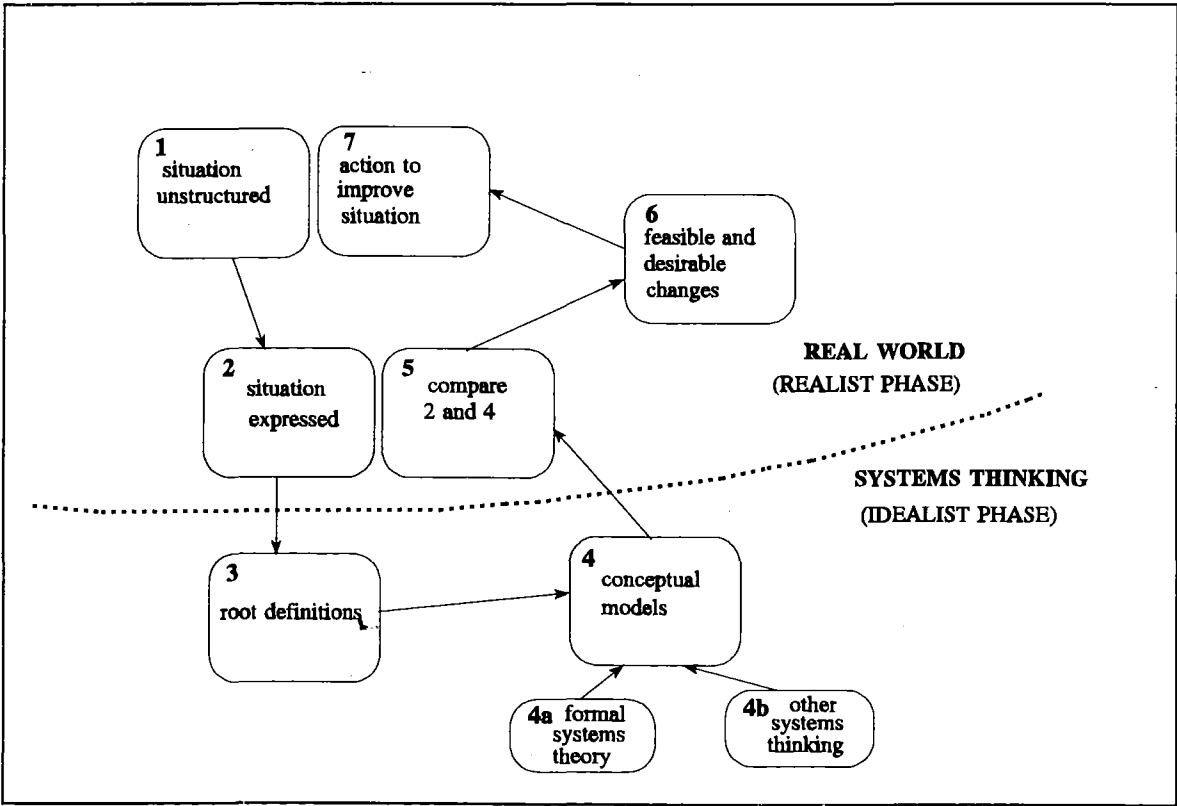 1
situation
unstructured
7
action to
improve
situation
6
feasible and
desirable
changes
2
situation
expressed
5
compare
2 and 4
REAL WORLD
(REALIST PHASE)
SYSTEMS THINKING
(IDEALIST PHASE)
3
root definitions
4
conceptual
models
4a formal
systems
theory
4b other
systems
thinking